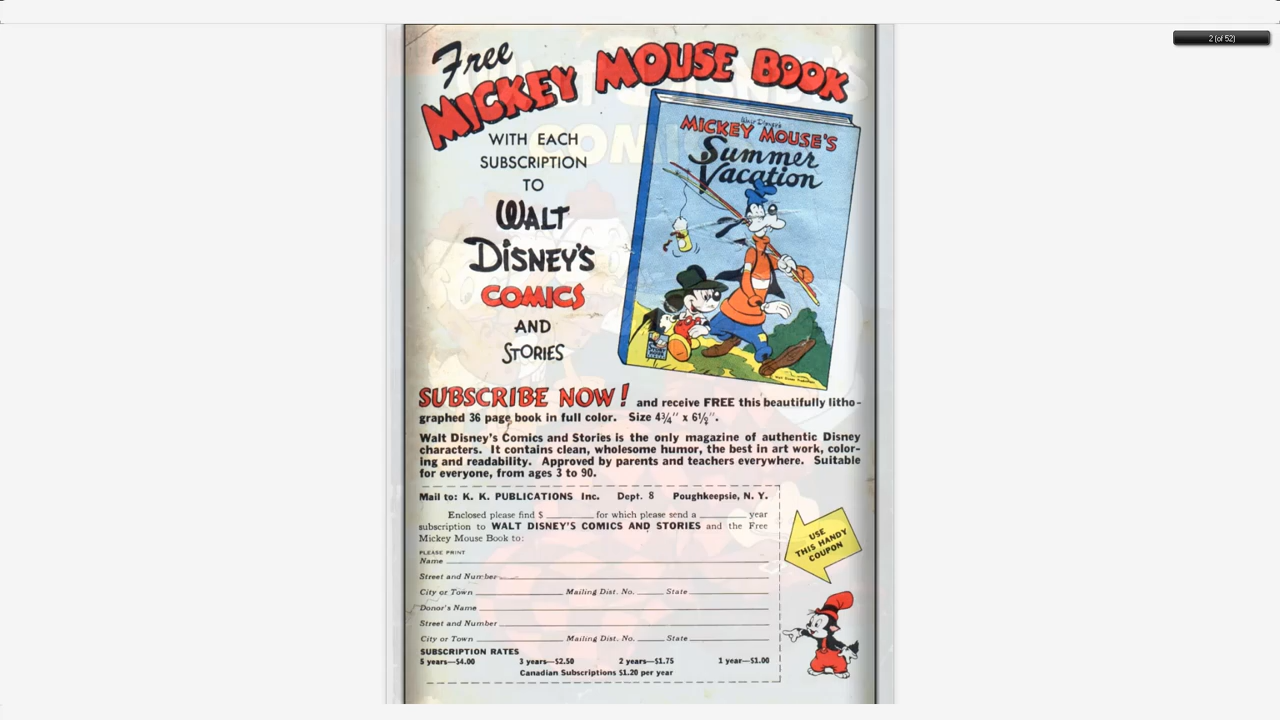 2 (of 52)
Free
MICKEY MOUSE BOOK
WITH EACH
SUBSCRIPTION
TO
WALT
DISNEY'S
COMICS
AND
STORIES
Walt Disney's
MICKEY MOUSE'S
Summer
Vacation
SUBSCRIBE NOW! and receive FREE this beautifully litho-
graphed 36 page book in full color. Size 4¾" x 6½".
Walt Disney's Comics and Stories is the only magazine of authentic Disney
characters. It contains clean, wholesome humor, the best in art work, color-
ing and readability. Approved by parents and teachers everywhere. Suitable
for everyone, from ages 3 to 90.
Mail to: K. K. PUBLICATIONS Inc. Dept. 8 Poughkeepsie, N. Y.
Enclosed please find $ for which please send a year
subscription to WALT DISNEY'S COMICS AND STORIES and the Free
Mickey Mouse Book to:
PLEASE PRINT
Name
Street and Number
City or Town Mailing Dist. No. State
Donor's Name
Street and Number
City or Town Mailing Dist. No. State
SUBSCRIPTION RATES
5 years—$4.00 3 years—$2.50 2 years—$1.75 1 year—$1.00
Canadian Subscriptions $1.20 per year
USE
THIS HANDY
COUPON